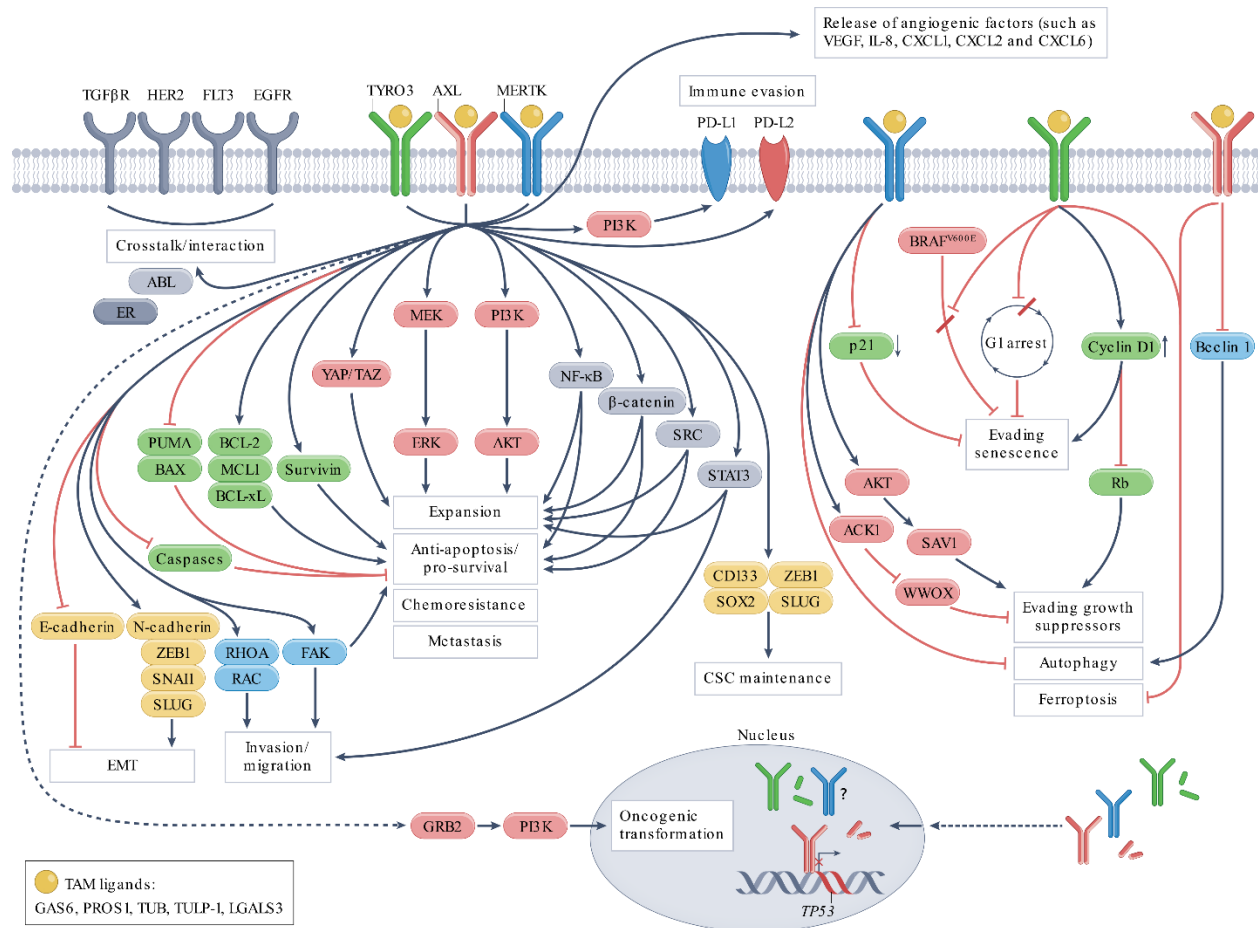 Release of angiogenic factors (such as
VEGF, IL-8, CXCL1, CXCL2 and CXCL6)
TGFβR
HER2
FLT3
EGFR
TYRO3
AXL
MERTK
Immune evasion
PD-L1
PD-L2
PI3K
Crosstalk/interaction
ABL
ER
BRAFV600E
MEK
PI3K
p21
G1 arrest
Cyclin D1
Beclin 1
YAP/TAZ
NF-κB
β-catenin
SRC
STAT3
PUMA
BAX
BCL-2
MCL1
BCL-xL
Survivin
ERK
AKT
Evading
senescence
Rb
AKT
ACK1
SAV1
WWOX
Expansion
Anti-apoptosis/
pro-survival
Chemoresistance
Metastasis
Caspases
CD133
ZEB1
SOX2
SLUG
E-cadherin
N-cadherin
ZEB1
SNAI1
SLUG
RHOA
RAC
FAK
Evading growth
suppressors
Autophagy
Ferroptosis
CSC maintenance
EMT
Invasion/
migration
Nucleus
?
GRB2
PI3K
Oncogenic
transformation
TP53
TAM ligands:
GAS6, PROS1, TUB, TULP-1, LGALS3